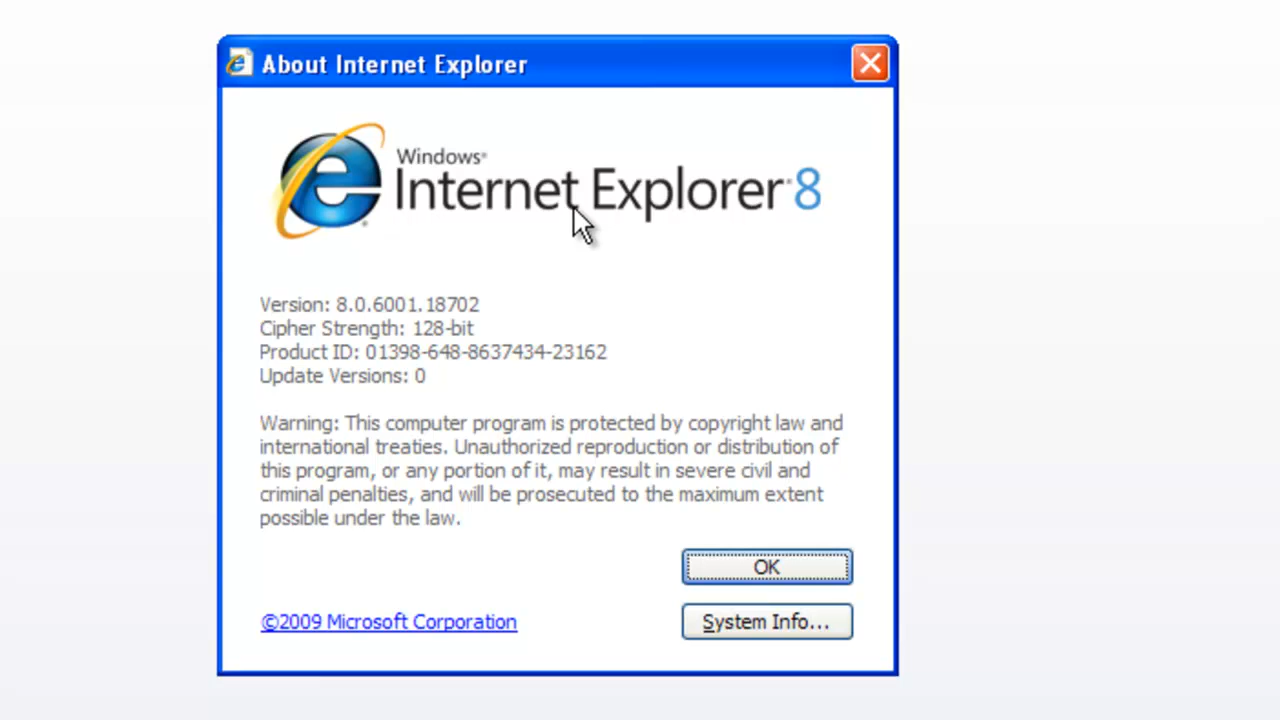 About Internet Explorer
Windows®
Internet Explorer® 8
Version: 8.0.6001.18702
Cipher Strength: 128-bit
Product ID: 01398-648-8637434-23162
Update Versions: 0
Warning: This computer program is protected by copyright law and
international treaties. Unauthorized reproduction or distribution of
this program, or any portion of it, may result in severe civil and
criminal penalties, and will be prosecuted to the maximum extent
possible under the law.
OK
©2009 Microsoft Corporation
System Info...